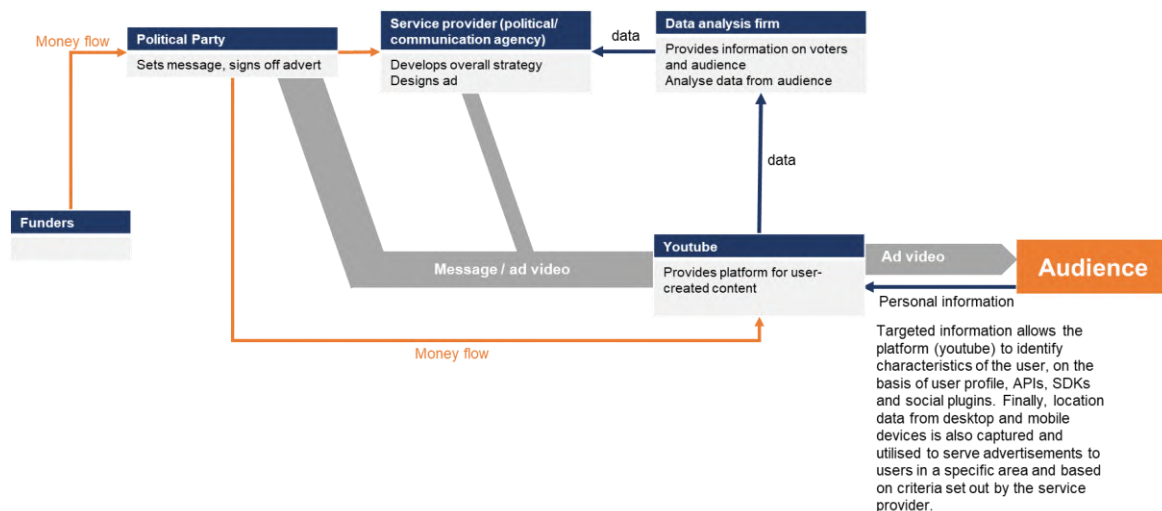 Money flow
Political Party
Sets message, signs off advert
Service provider (political/
communication agency)
Develops overall strategy
Designs ad
data
Data analysis firm
Provides information on voters
and audience
Analyse data from audience
data
Funders
Message / ad video
Youtube
Provides platform for user-
created content
Ad video
Audience
Personal information
Money flow
Targeted information allows the
platform (youtube) to identify
characteristics of the user, on the
basis of user profile, APIs, SDKs
and social plugins. Finally, location
data from desktop and mobile
devices is also captured and
utilised to serve advertisements to
users in a specific area and based
on criteria set out by the service
provider.